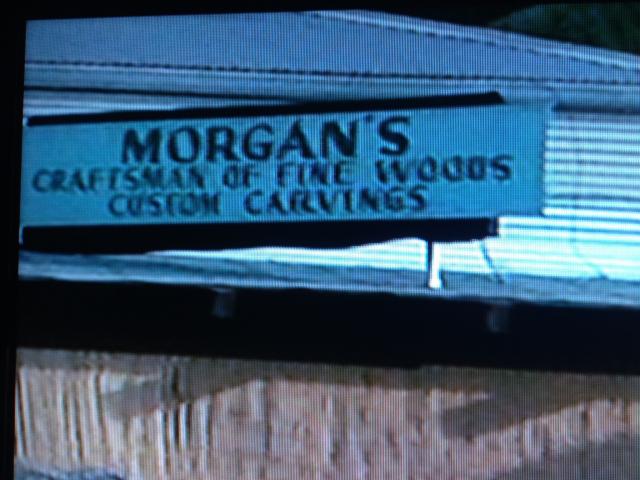 MORGAN'S
CRAFTSMAN OF FINE WOODS
CUSTOM CARVINGS